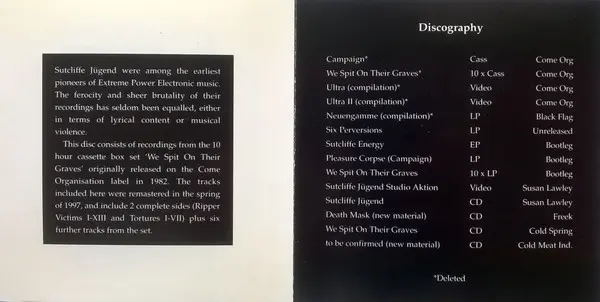 Sutcliffe Jügend were among the earliest
pioneers of Extreme Power Electronic music.
The ferocity and sheer brutality of their
recordings has seldom been equalled, either
in terms of lyrical content or musical
violence.
This disc consists of recordings from the 10
hour cassette box set 'We Spit On Their
Graves' originally released on the Come
Organisation label in 1982. The tracks
included here were remastered in the spring
of 1997, and include 2 complete sides (Ripper
Victims I-XIII and Tortures I-VII) plus six
further tracks from the set.
Discography
Campaign* Cass Come Org
We Spit On Their Graves* 10 x Cass Come Org
Ultra (compilation)* Video Come Org
Ultra II (compilation)* Video Come Org
Neuengamme (compilation)* LP Black Flag
Six Perversions LP Unreleased
Sutcliffe Energy EP Bootleg
Pleasure Corpse (Campaign) LP Bootleg
We Spit On Their Graves 10 x LP Bootleg
Sutcliffe Jügend Studio Aktion Video Susan Lawley
Sutcliffe Jügend CD Susan Lawley
Death Mask (new material) CD Freek
We Spit On Their Graves CD Cold Spring
to be confirmed (new material) CD Cold Meat Ind.
*Deleted